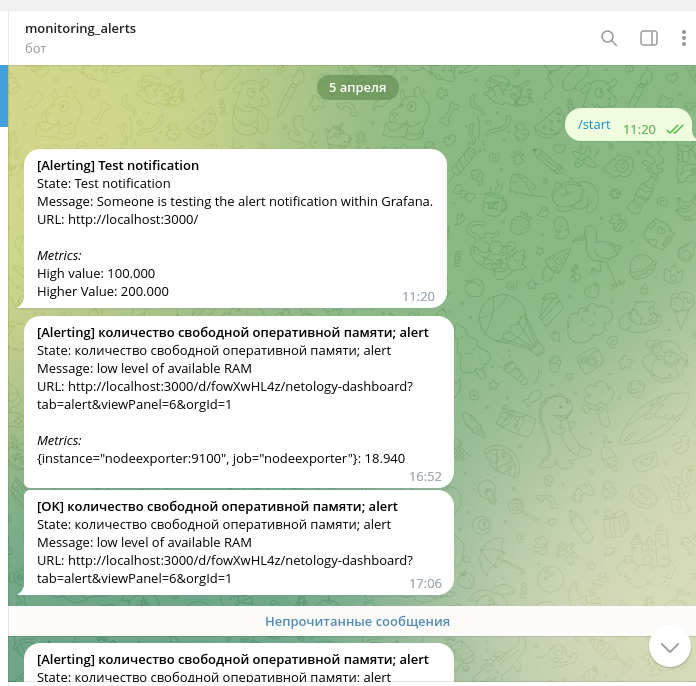 monitoring_alerts
бот
5 апреля
/start 11:20
[Alerting] Test notification
State: Test notification
Message: Someone is testing the alert notification within Grafana.
URL: http://localhost:3000/
Metrics:
High value: 100.000
Higher Value: 200.000
11:20
[Alerting] количество свободной оперативной памяти; alert
State: количество свободной оперативной памяти; alert
Message: low level of available RAM
URL: http://localhost:3000/d/fowXwHL4z/netology-dashboard?
tab=alert&viewPanel=6&orgId=1
Metrics:
{instance="nodeexporter:9100", job="nodeexporter"}: 18.940
16:52
[OK] количество свободной оперативной памяти; alert
State: количество свободной оперативной памяти; alert
Message: low level of available RAM
URL: http://localhost:3000/d/fowXwHL4z/netology-dashboard?
tab=alert&viewPanel=6&orgId=1
17:06
Непрочитанные сообщения
[Alerting] количество свободной оперативной памяти; alert
State: количество свободной оперативной памяти; alert